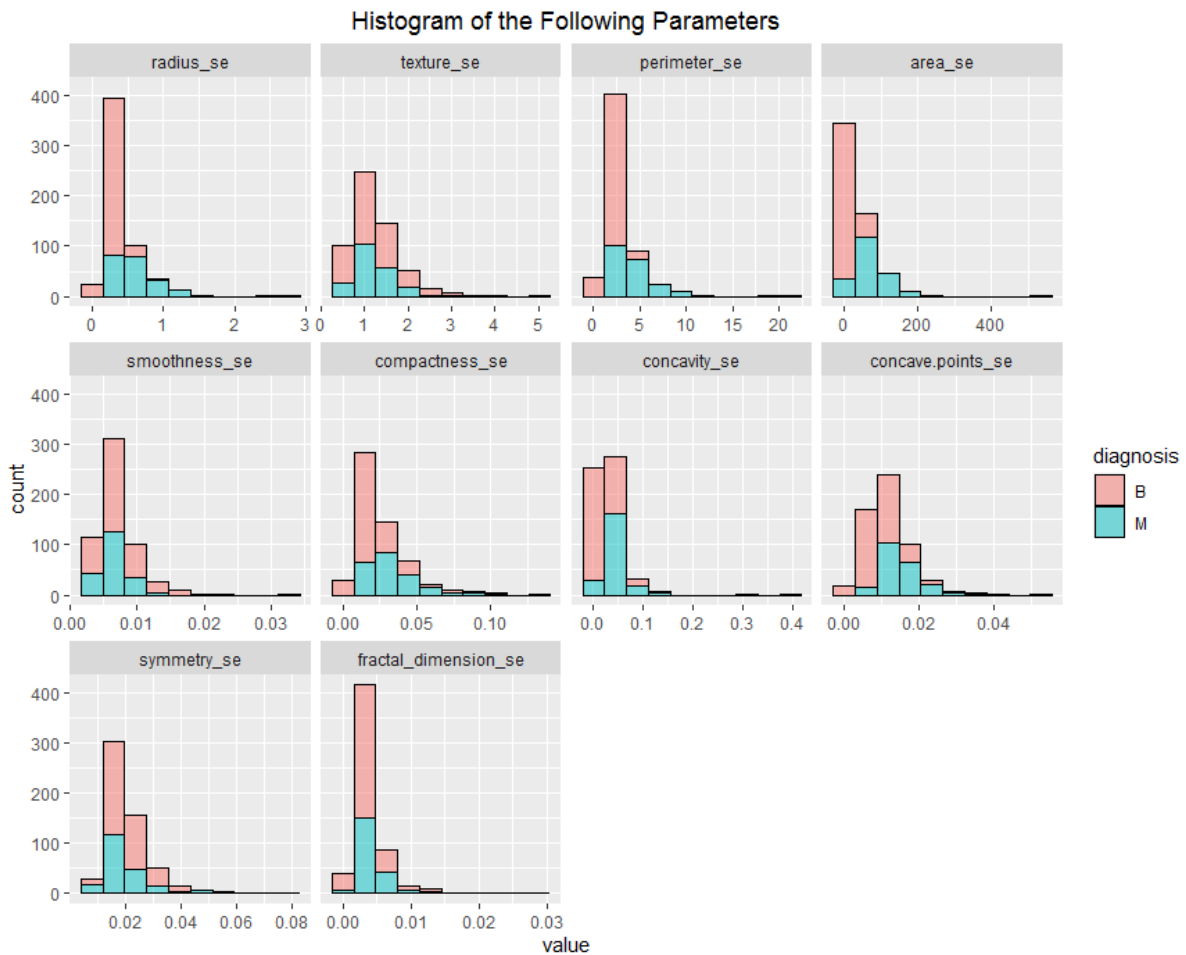 Histogram of the Following Parameters
radius_se texture_se perimeter_se area_se
400
300
200
100
0
0 1 2 3 0 1 2 3 4 5 0 5 10 15 20 0 200 400
smoothness_se compactness_se concavity_se concave.points_se
400
300
200
100
0
0.00 0.01 0.02 0.03 0.00 0.05 0.10 0.0 0.1 0.2 0.3 0.4 0.00 0.02 0.04
symmetry_se fractal_dimension_se
400
300
200
100
0
0.02 0.04 0.06 0.08 0.00 0.01 0.02 0.03
value
count
diagnosis
B
M